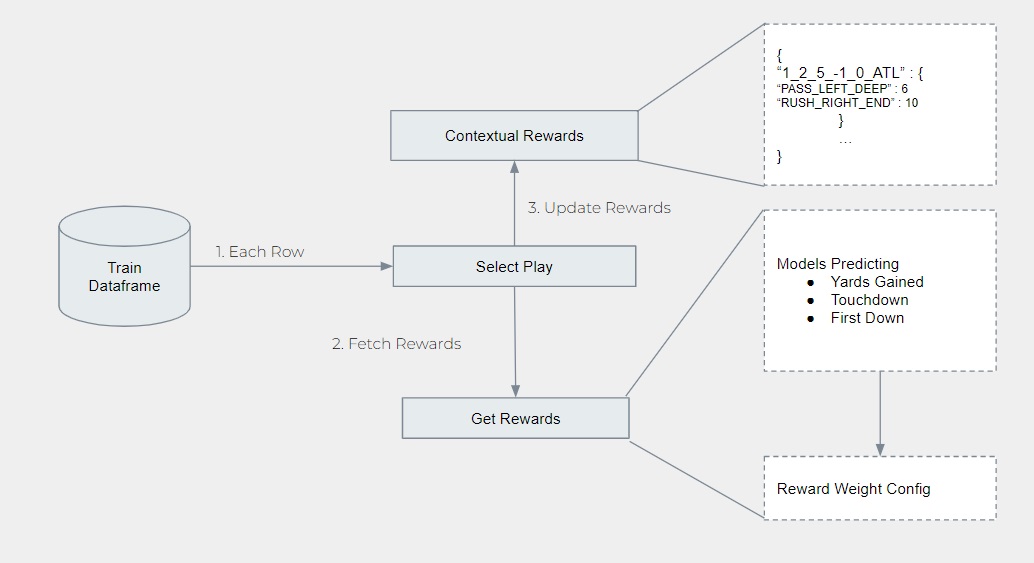 {
“1_2_5_-1_0_ATL” : {
“PASS_LEFT_DEEP” : 6
“RUSH_RIGHT_END” : 10
}
...
}
Contextual Rewards
3. Update Rewards
1. Each Row
Train
Dataframe
Select Play
2. Fetch Rewards
Models Predicting
● Yards Gained
● Touchdown
● First Down
Get Rewards
Reward Weight Config